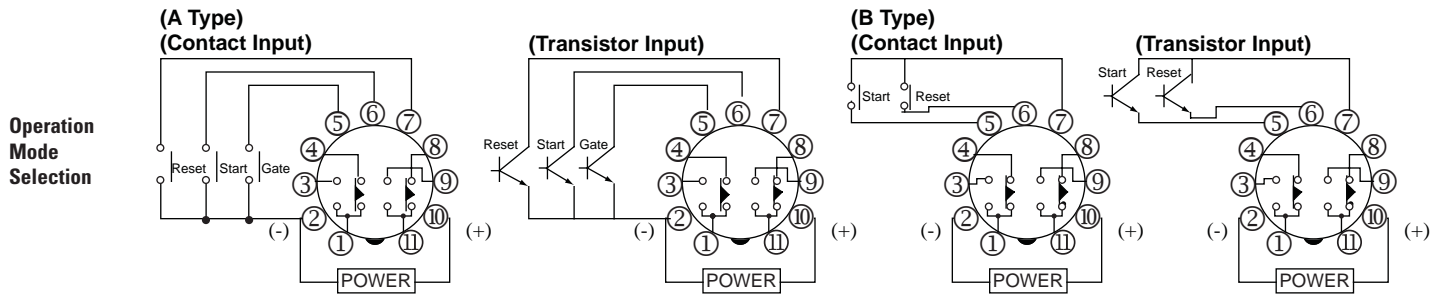 (A Type)
(Contact Input)
(Transistor Input)
(B Type)
(Contact Input)
(Transistor Input)
Operation
Mode
Selection
Reset
Start
Gate
⑤
⑥
⑦
④
⑧
③
⑨
②
⑩
①
⑪
(-)
(+)
POWER
Reset
Start
Gate
⑤
⑥
⑦
④
⑧
③
⑨
②
⑩
①
⑪
(-)
(+)
POWER
Start
Reset
⑤
⑥
⑦
④
⑧
③
⑨
②
⑩
①
⑪
(-)
(+)
POWER
Start
Reset
⑤
⑥
⑦
④
⑧
③
⑨
②
⑩
①
⑪
(-)
(+)
POWER